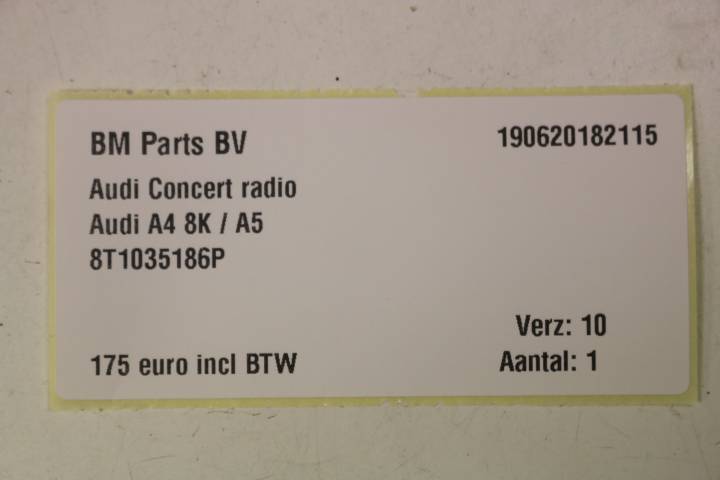 BM Parts BV 190620182115
Audi Concert radio
Audi A4 8K / A5
8T1035186P
Verz: 10
175 euro incl BTW Aantal: 1